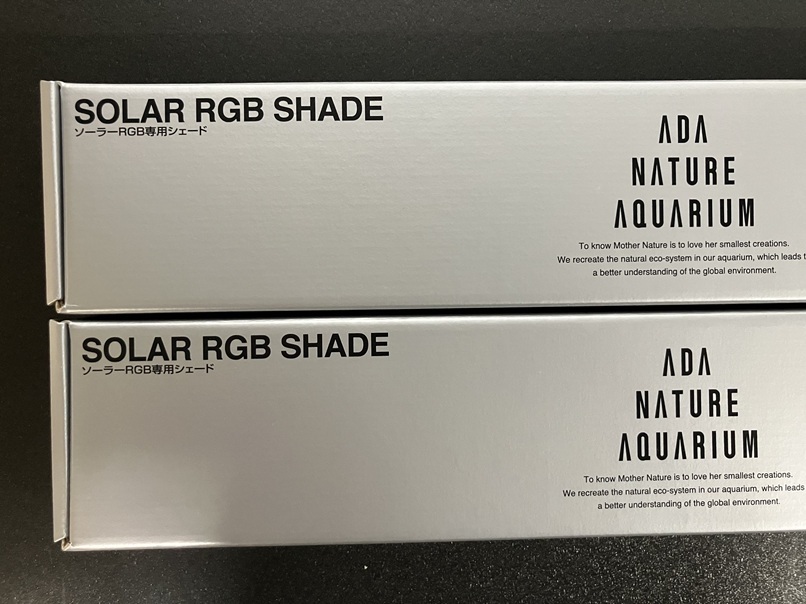 SOLAR RGB SHADE
ソーラーRGB専用シェード
ADA
NATURE
AQUARIUM
To know Mother Nature is to love her smallest creations.
We recreate the natural eco-system in our aquarium, which leads t
a better understanding of the global environment.
SOLAR RGB SHADE
ソーラーRGB専用シェード
ADA
NATURE
AQUARIUM
To know Mother Nature is to love her smallest creations.
We recreate the natural eco-system in our aquarium, which leads
a better understanding of the global environment.